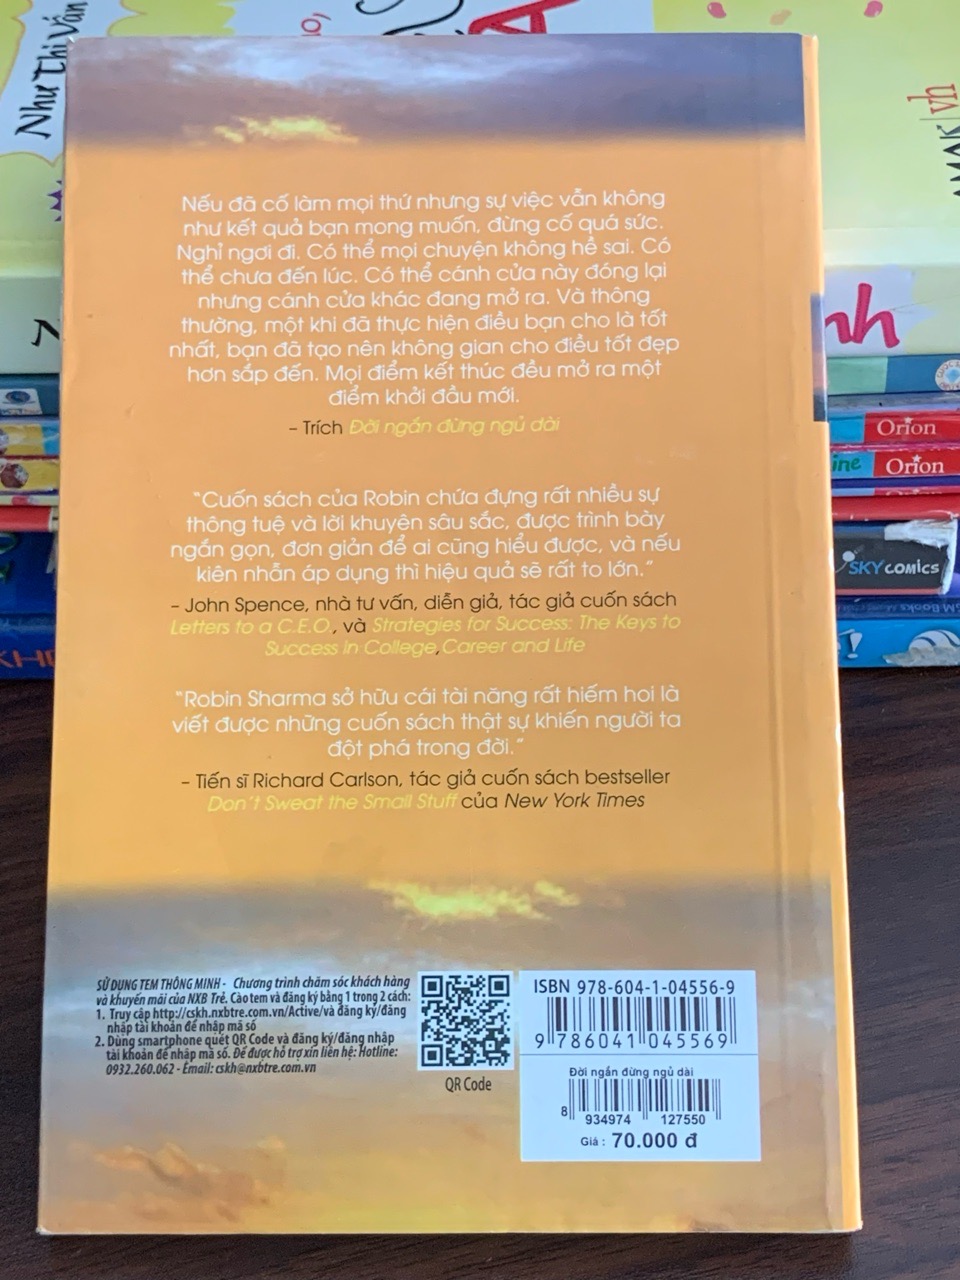 Như Thị Vấn
MAK
vh
nh
Orion
ine
Orion
SKY COMICS
Nếu đã cố làm mọi thứ nhưng sự việc vẫn không
như kết quả bạn mong muốn, đừng cố quá sức.
Nghỉ ngơi đi. Có thể mọi chuyện không hề sai. Có
thể chưa đến lúc. Có thể cánh cửa này đóng lại
nhưng cánh cửa khác đang mở ra. Và thông
thường, một khi đã thực hiện điều bạn cho là tốt
nhất, bạn đã tạo nên không gian cho điều tốt đẹp
hơn sắp đến. Mọi điểm kết thúc đều mở ra một
điểm khởi đầu mới.
– Trích Đời ngắn đừng ngủ dài
“Cuốn sách của Robin chứa đựng rất nhiều sự
thông tuệ và lời khuyên sâu sắc, được trình bày
ngắn gọn, đơn giản để ai cũng hiểu được, và nếu
kiên nhẫn áp dụng thì hiệu quả sẽ rất to lớn.”
– John Spence, nhà tư vấn, diễn giả, tác giả cuốn sách
Letters to a C.E.O, và Strategies for Success: The Keys to
Success in College, Career and Life
“Robin Sharma sở hữu cái tài năng rất hiếm hoi là
viết được những cuốn sách thật sự khiến người ta
đột phá trong đời.”
– Tiến sĩ Richard Carlson, tác giả cuốn sách bestseller
Don't Sweat the Small Stuff của New York Times
SỬ DỤNG TEM THÔNG MINH - Chương trình chăm sóc khách hàng
và khuyến mãi của NXB Trẻ. Cào tem và đăng ký bằng 1 trong 2 cách:
1. Truy cập http://cskh.nxbtre.com.vn/Active/và đăng ký/đăng
nhập tài khoản để nhập mã số
2. Dùng smartphone quét QR Code và đăng ký/đăng nhập
tài khoản để nhập mã số. Để được hỗ trợ xin liên hệ: Hotline:
0932.260.062 - Email: cskh@nxbtre.com.vn
QR Code
ISBN 978-604-1-04556-9
9 786041 045569
Đời ngắn đừng ngủ dài
8 934974 127550
Giá : 70.000 đ